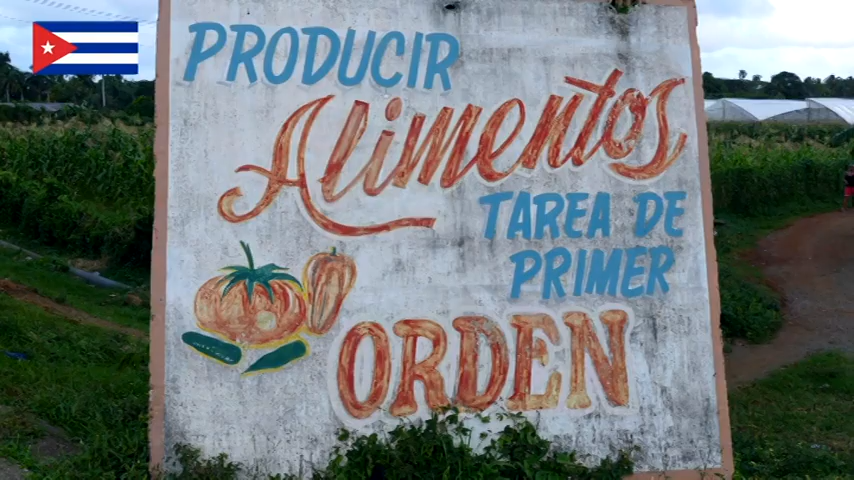 PRODUCIR
Alimentos
TAREA DE
PRIMER
ORDEN